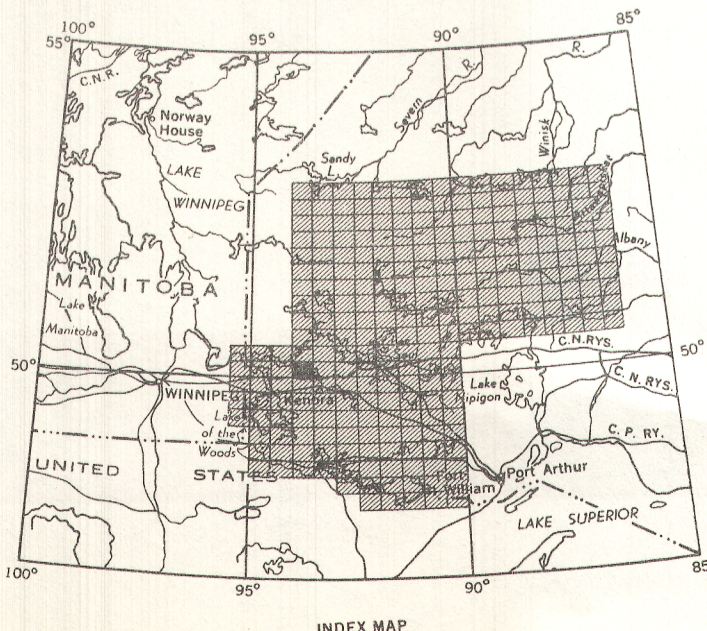 100° 95° 90° 85°
55°
C.N.R.
R.
R.
Norway
House
Severn
Winisk
Sandy
L.
LAKE
WINNIPEG
Albany
MANITOBA
Lake
Manitoba
C.N.RYS.
50°
50°
C.N.RYS.
WINNIPEG
Kenora
Lake
Nipigon
Lake
of the
Woods
C.P.RY.
UNITED STATES
Fort
William
Port Arthur
LAKE SUPERIOR
100° 95° 90° 85
INDEX MAP